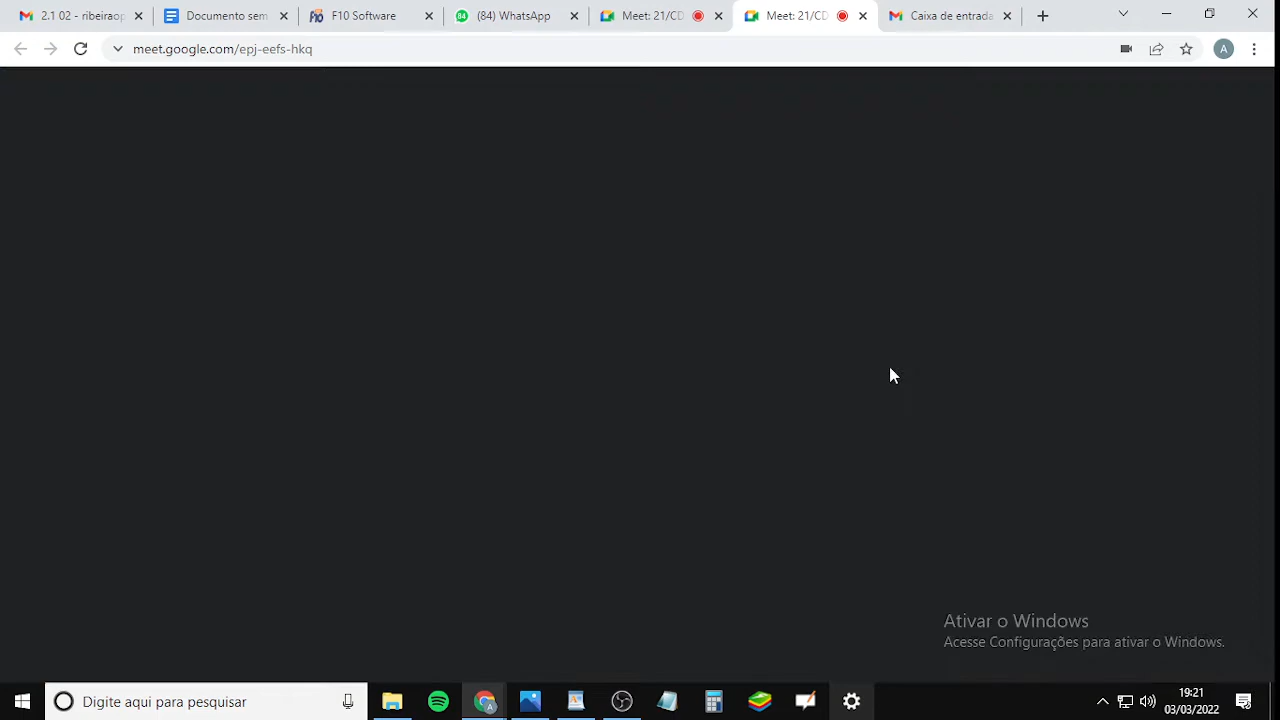 2.1 02 - ribeiraop
Documento sem
F10 Software
(84) WhatsApp
Meet: 21/CD
Meet: 21/CD
Caixa de entrada
meet.google.com/epj-eefs-hkq
A
Ativar o Windows
Acesse Configurações para ativar o Windows.
Digite aqui para pesquisar
19:21
03/03/2022